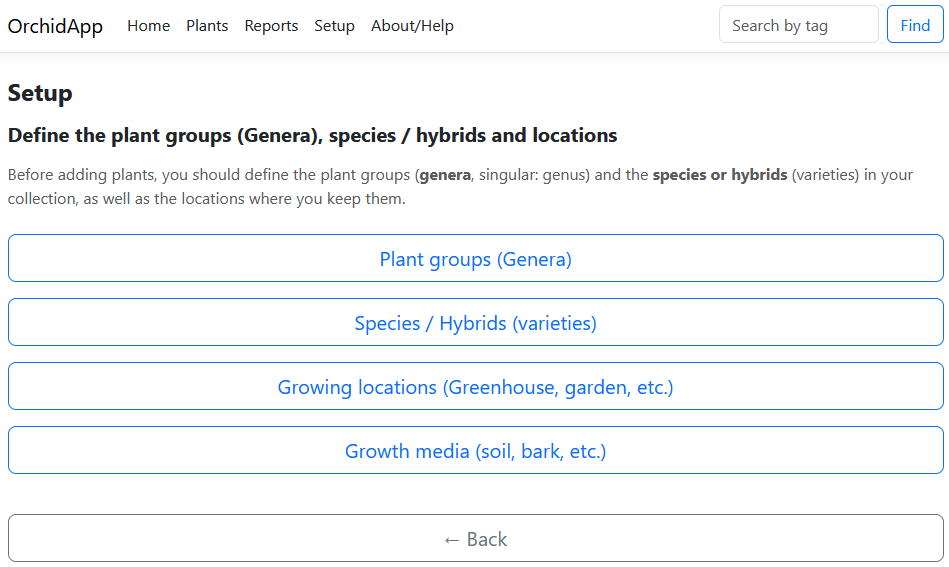 OrchidApp Home Plants Reports Setup About/Help Search by tag Find
Setup
Define the plant groups (Genera), species / hybrids and locations
Before adding plants, you should define the plant groups (genera, singular: genus) and the species or hybrids (varieties) in your
collection, as well as the locations where you keep them.
Plant groups (Genera)
Species / Hybrids (varieties)
Growing locations (Greenhouse, garden, etc.)
Growth media (soil, bark, etc.)
← Back